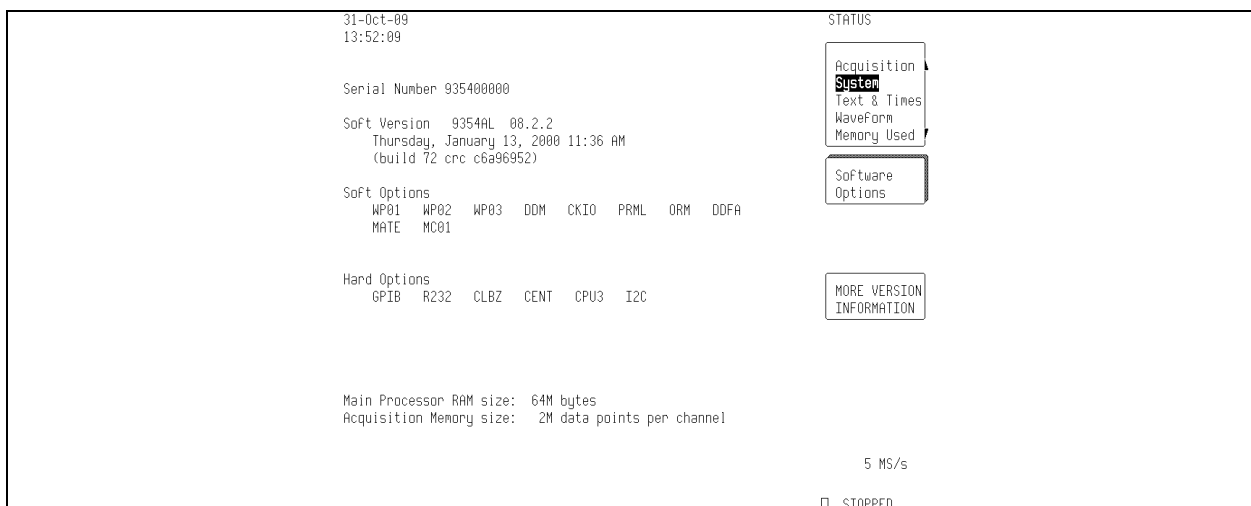 31-Oct-09
13:52:09
Serial Number 935400000
Soft Version 9354AL 08.2.2
Thursday, January 13, 2000 11:36 AM
(build 72 crc c6a96952)
Soft Options
WP01 WP02 WP03 DDM CKIO PRML ORM DDFA
MATE MC01
Hard Options
GPIB R232 CLBZ CENT CPU3 I2C
Main Processor RAM size: 64M bytes
Acquisition Memory size: 2M data points per channel
STATUS
Acquisition
System
Text & Times
Waveform
Memory Used
Software
Options
MORE VERSION
INFORMATION
5 MS/s
STOPPED